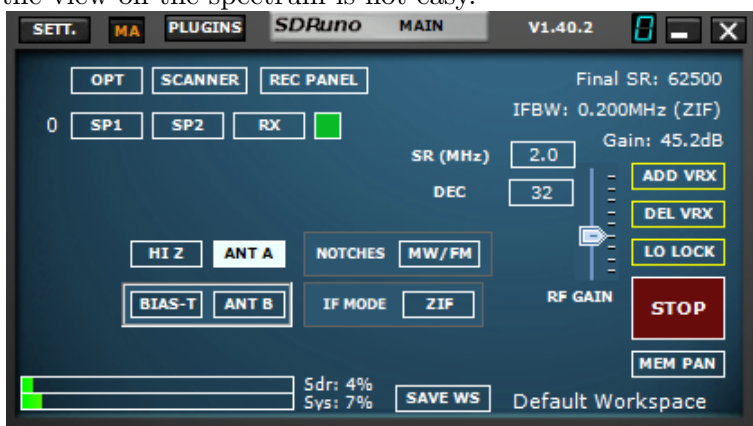 the view on the spectrum is not easy.
SETT. MA PLUGINS SDRuno MAIN V1.40.2 0
OPT SCANNER REC PANEL Final SR: 62500
IFBW: 0.200MHz (ZIF)
0 SP1 SP2 RX
Gain: 45.2dB
SR (MHz) 2.0 ADD VRX
DEC 32 DEL VRX
HI Z ANT A NOTCHES MW/FM LO LOCK
BIAS-T ANT B IF MODE ZIF RF GAIN STOP
MEM PAN
Sdr: 4%
Sys: 7% SAVE WS Default Workspace